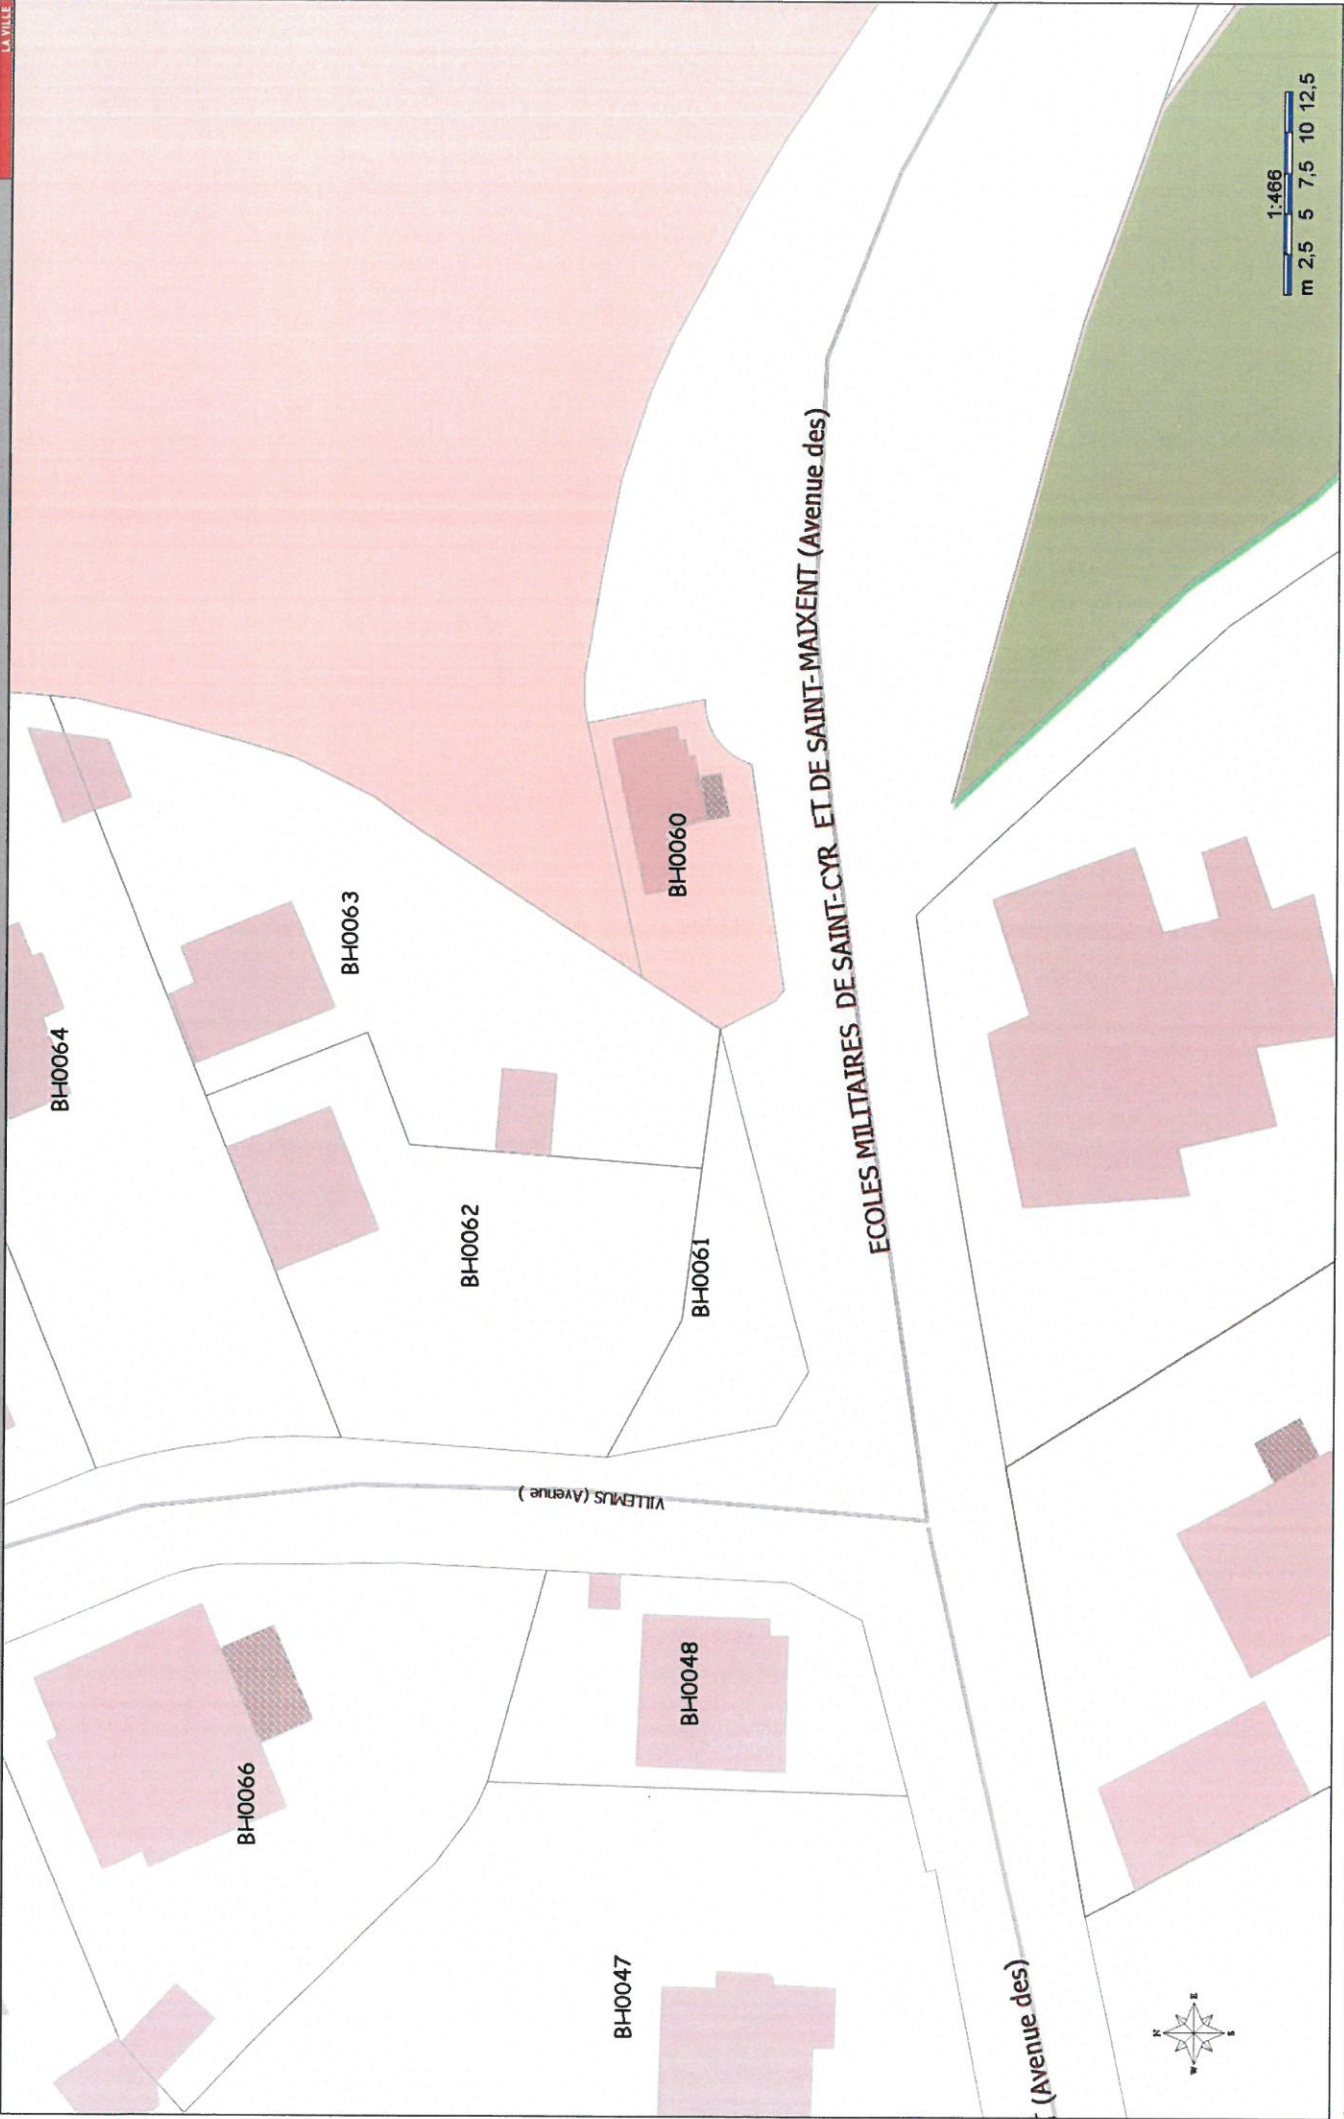 LA VILLE
1:466
m 2,5 5 7,5 10 12,5
BH0064
BH0063
BH0060
BH0062
BH0061
ECOLES MILITAIRES DE SAINT-CYR ET DE SAINT-MAIXENT (Avenue des)
VILLEMUS (Avenue )
BH0066
BH0048
BH0047
(Avenue des)
N
E
S
W